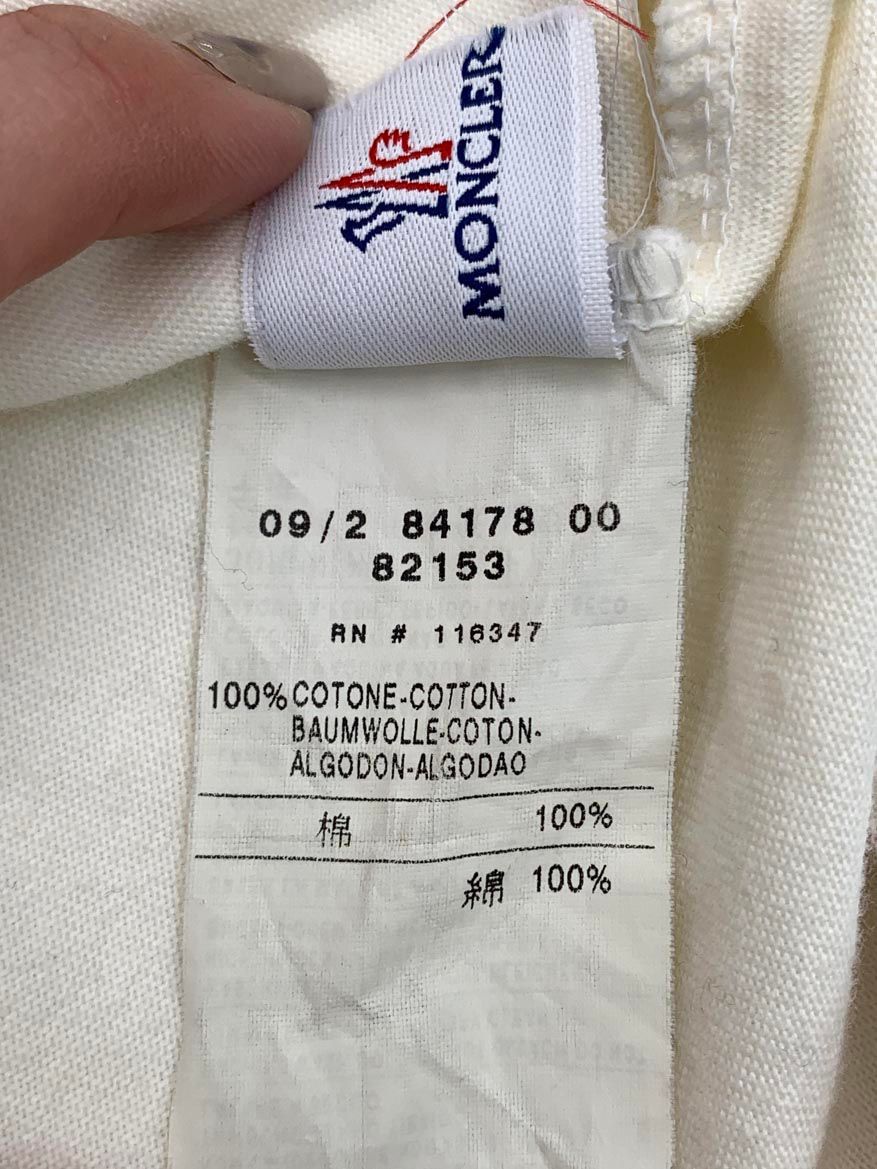 MONCLER
09/2 84178 00
82153
RN # 116347
100% COTONE-COTTON-
BAUMWOLLE-COTON-
ALGODON-ALGODAO
棉 100%
綿 100%